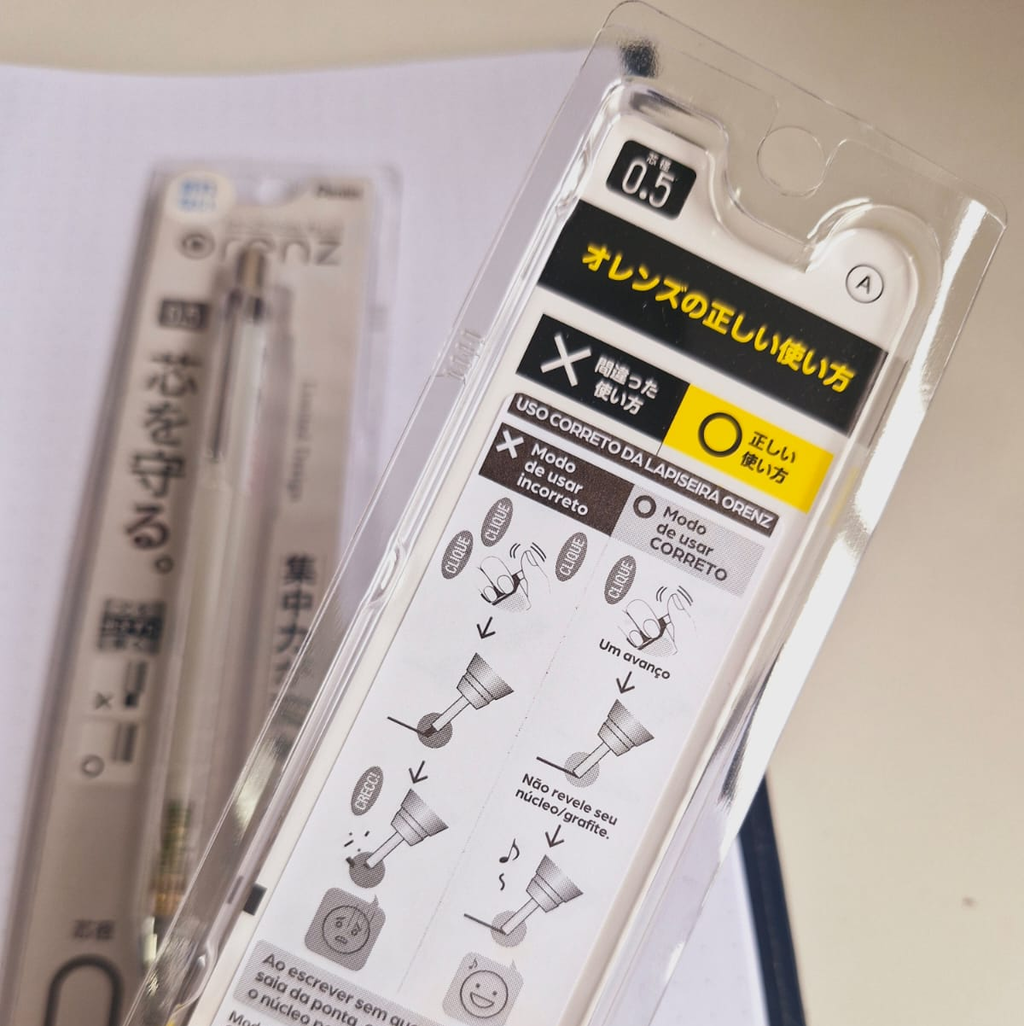 芯径
0.5
A
オレンズの正しい使い方
間違った
使い方
正しい
使い方
USO CORRETO DA LAPISEIRA ORENZ
Modo
de usar
incorreto
Modo
de usar
CORRETO
CLIQUE
CLIQUE
CLIQUE
CLIQUE
Um avanço
CRECC!
Não revele seu
núcleo/grafite.
Ao escrever sem que
saia da ponta,
o núcleo
Pentel
orenz
芯を守る。
集中力
芯径